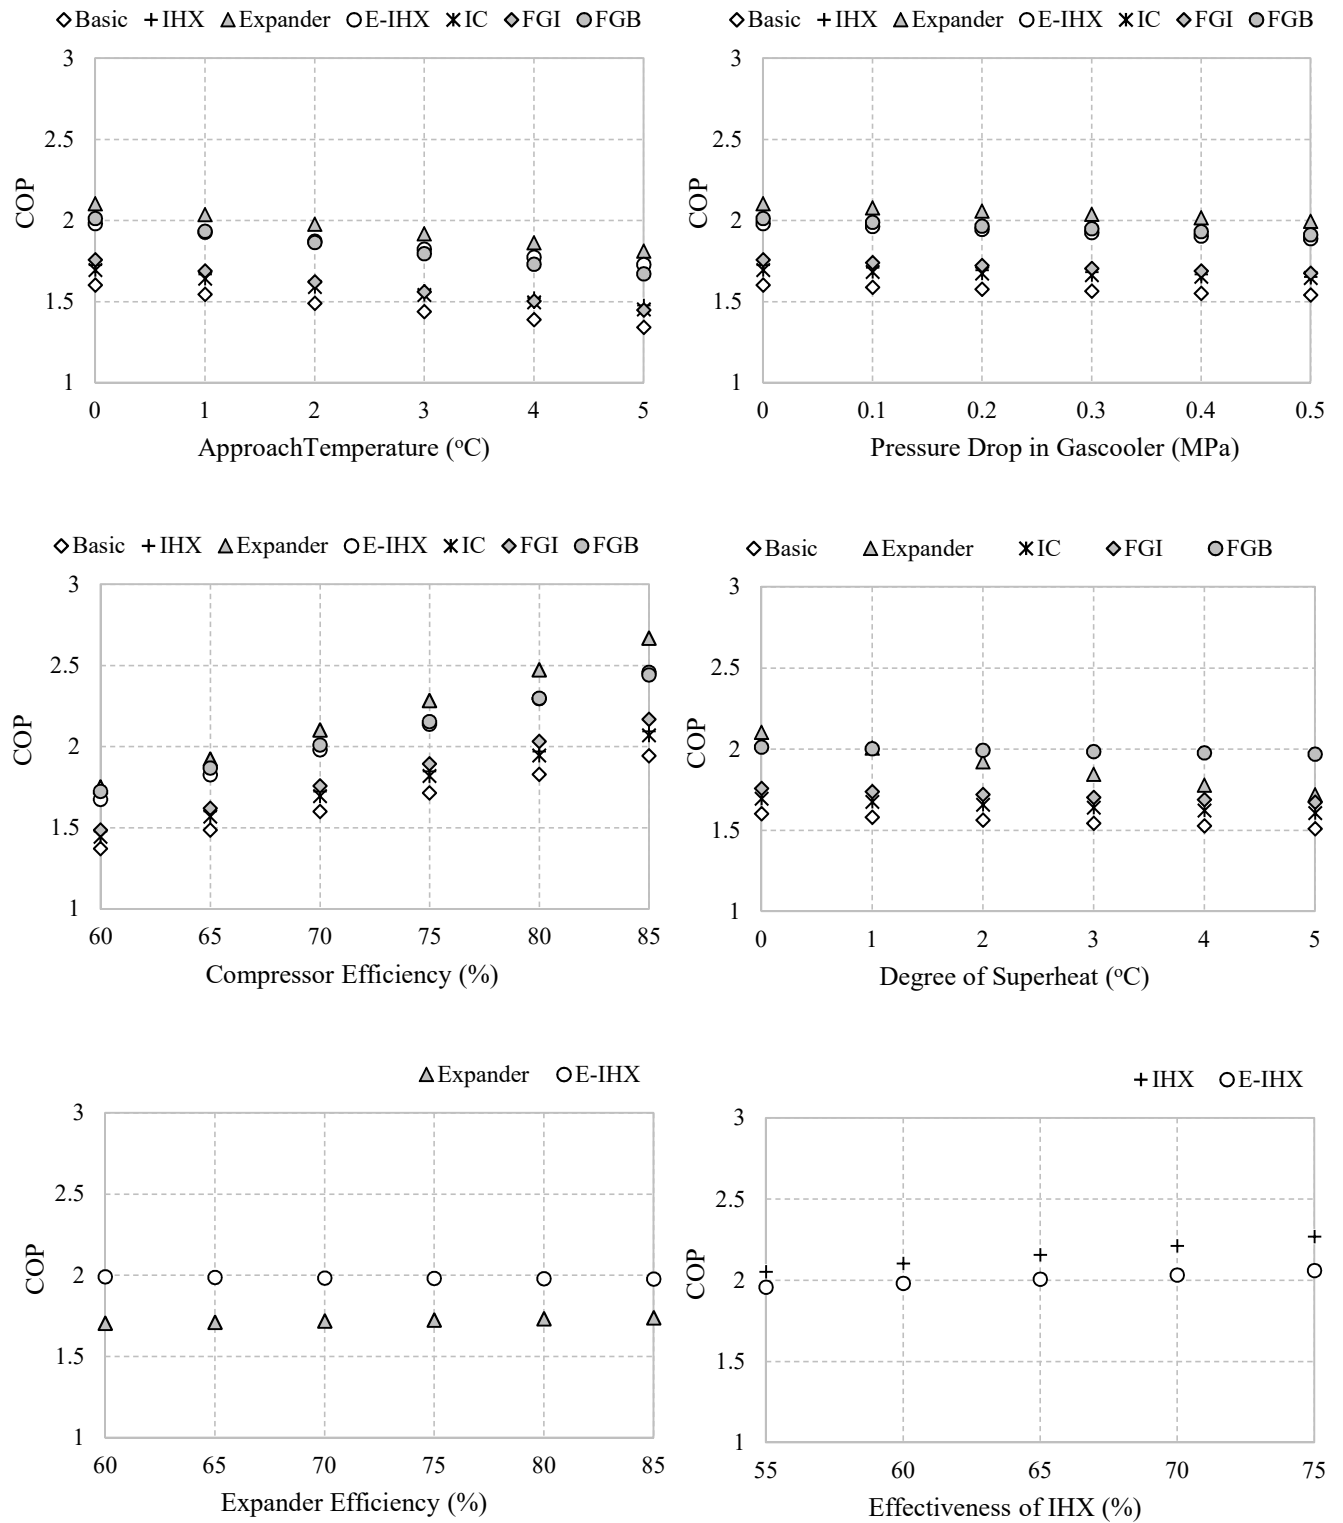 Basic IHX Expander E-IHX IC FGI FGB
3
2.5
2
1.5
1
COP
0 1 2 3 4 5
ApproachTemperature (°C)
Basic IHX Expander E-IHX IC FGI FGB
3
2.5
2
1.5
1
COP
0 0.1 0.2 0.3 0.4 0.5
Pressure Drop in Gascooler (MPa)
Basic IHX Expander E-IHX IC FGI FGB
3
2.5
2
1.5
1
COP
60 65 70 75 80 85
Compressor Efficiency (%)
Basic Expander IC FGI FGB
3
2.5
2
1.5
1
COP
0 1 2 3 4 5
Degree of Superheat (°C)
Expander E-IHX
3
2.5
2
1.5
1
COP
60 65 70 75 80 85
Expander Efficiency (%)
IHX E-IHX
3
2.5
2
1.5
1
COP
55 60 65 70 75
Effectiveness of IHX (%)